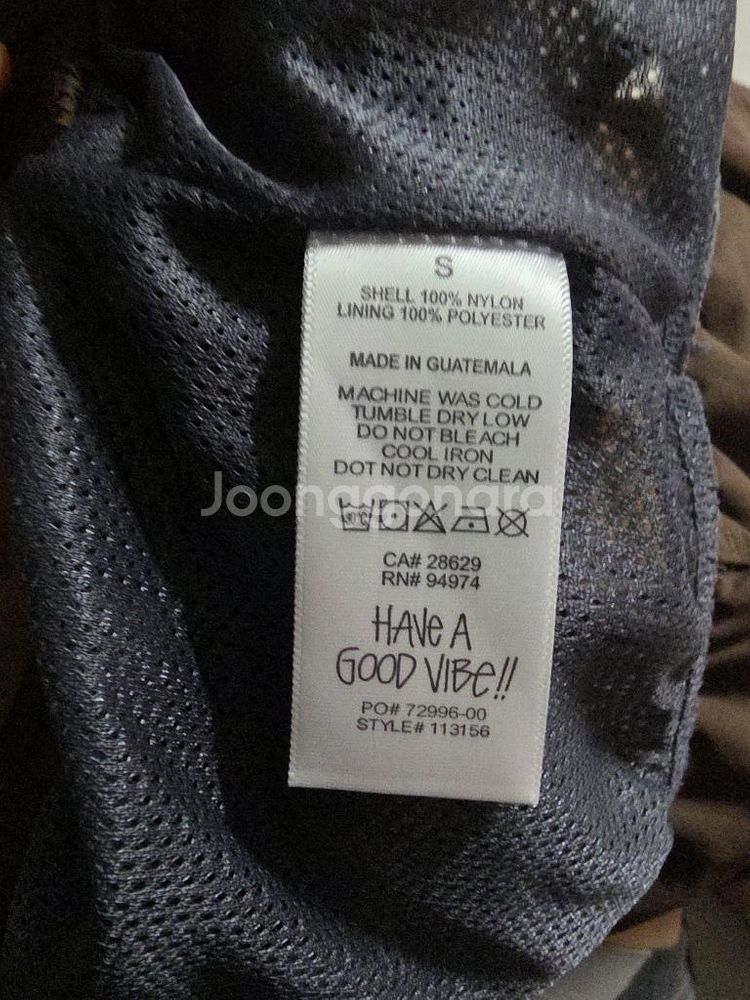 S
SHELL 100% NYLON
LINING 100% POLYESTER
MADE IN GUATEMALA
MACHINE WAS COLD
TUMBLE DRY LOW
DO NOT BLEACH
COOL IRON
DOT NOT DRY CLEAN
Joonggonara
30°C
CA# 28629
RN# 94974
HAVE A
GOOD VIBE!!
PO# 72996-00
STYLE# 113156